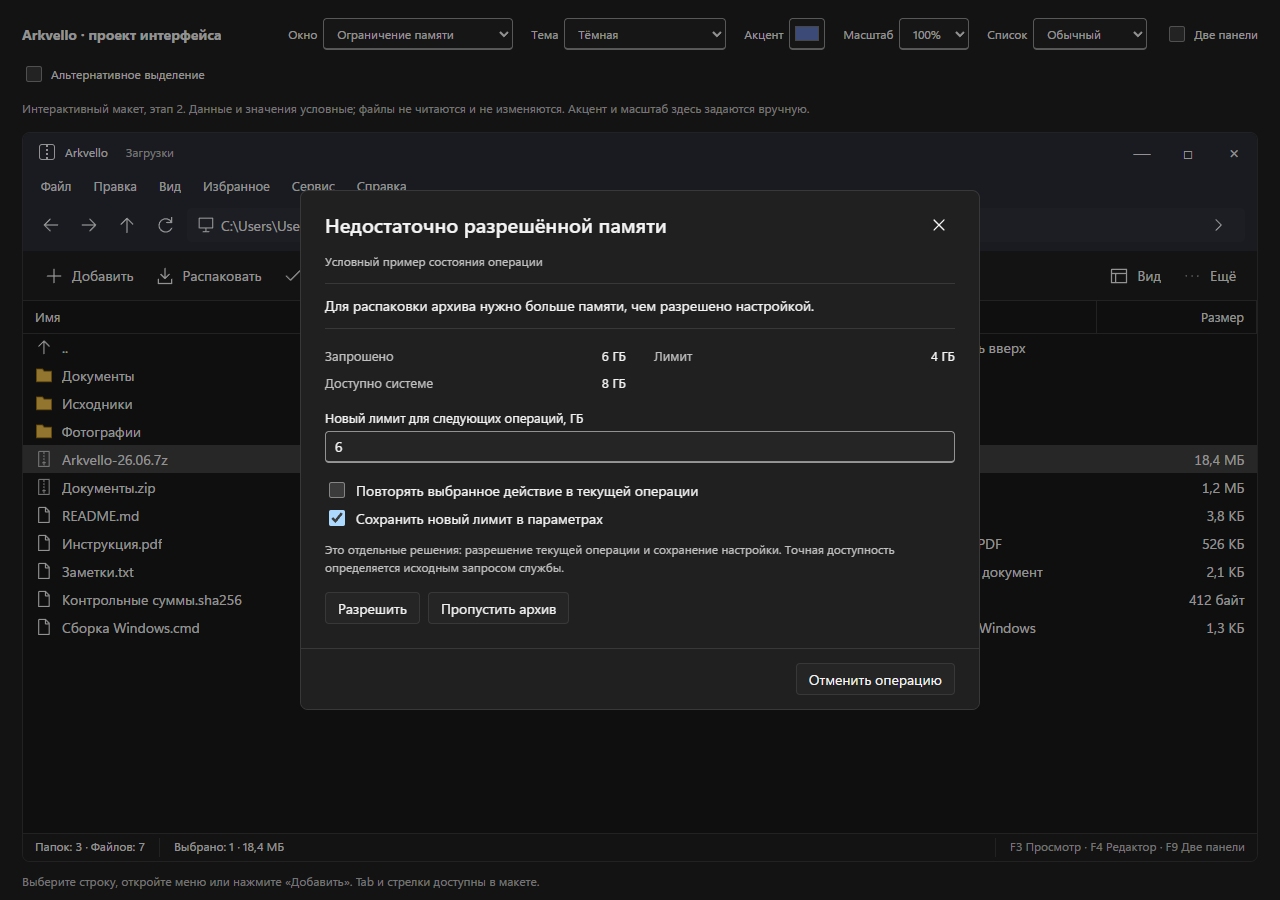 Arkvello · проект интерфейса Окно Ограничение памяти Тема Тёмная Акцент Масштаб 100% Список Обычный Две панели
Альтернативное выделение
Интерактивный макет, этап 2. Данные и значения условные; файлы не читаются и не изменяются. Акцент и масштаб здесь задаются вручную.
Arkvello Загрузки
Файл Правка Вид Избранное Сервис Справка
C:\Users\Use
Недостаточно разрешённой памяти
Условный пример состояния операции
Добавить Распаковать Вид Ещё
Для распаковки архива нужно больше памяти, чем разрешено настройкой.
Имя Размер
.. ь вверх
Запрошено 6 ГБ Лимит 4 ГБ
Доступно системе 8 ГБ
Документы
Исходники
Новый лимит для следующих операций, ГБ
Фотографии
6
Arkvello-26.06.7z 18,4 МБ
Документы.zip 1,2 МБ
Повторять выбранное действие в текущей операции
README.md 3,8 КБ
Сохранить новый лимит в параметрах
Инструкция.pdf PDF 526 КБ
Это отдельные решения: разрешение текущей операции и сохранение настройки. Точная доступность
определяется исходным запросом службы.
Заметки.txt документ 2,1 КБ
Контрольные суммы.sha256 412 байт
Разрешить Пропустить архив
Сборка Windows.cmd Windows 1,3 КБ
Отменить операцию
Папок: 3 · Файлов: 7 Выбрано: 1 · 18,4 МБ F3 Просмотр · F4 Редактор · F9 Две панели
Выберите строку, откройте меню или нажмите «Добавить». Tab и стрелки доступны в макете.